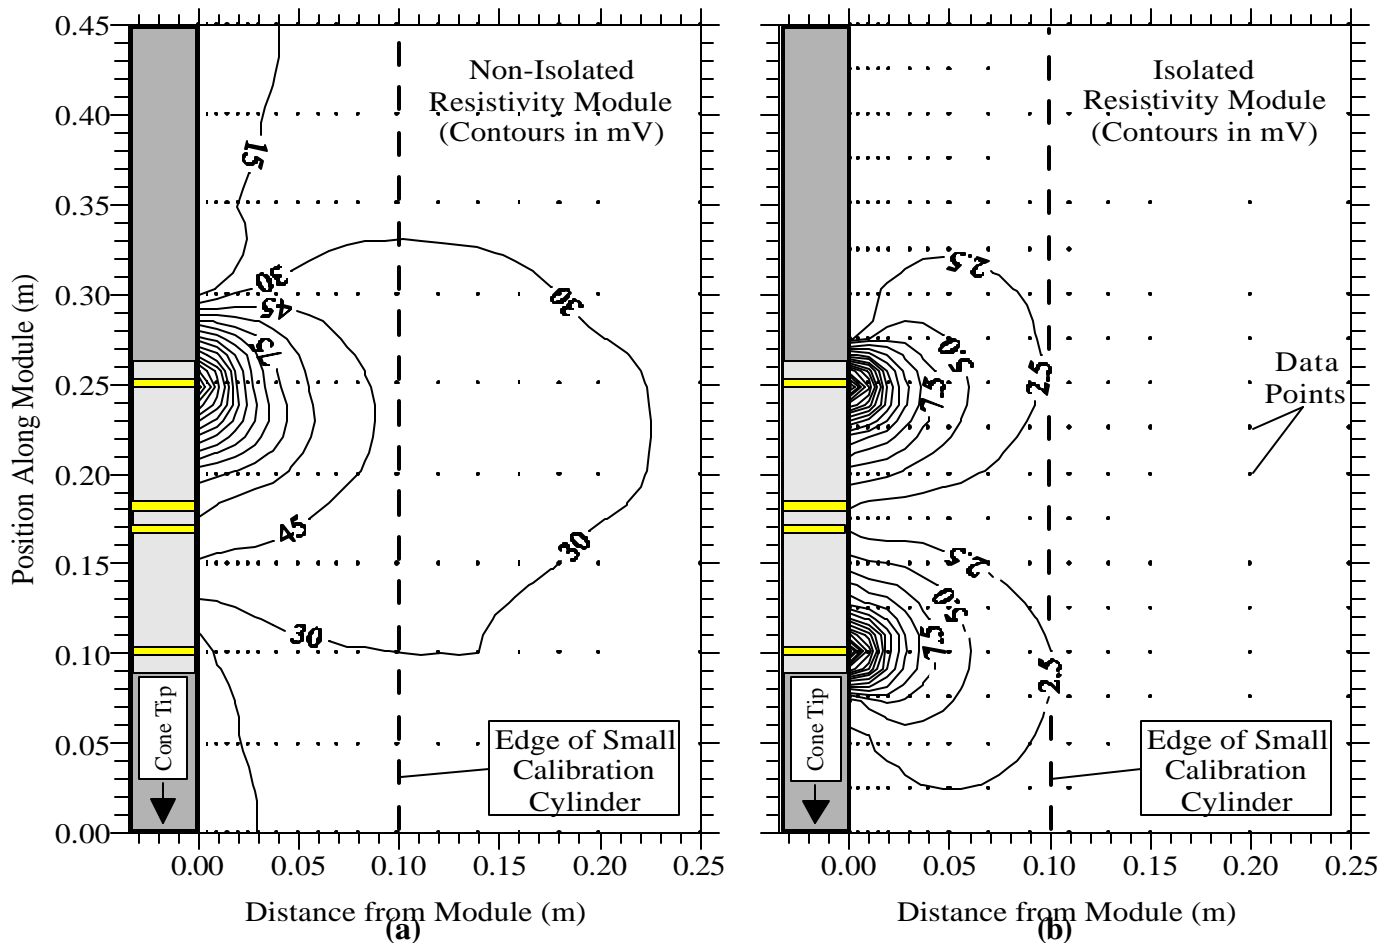 0.45
0.40
0.35
0.30
0.25
0.20
0.15
0.10
0.05
0.00
Position Along Module (m)
Non-Isolated
Resistivity Module
(Contours in mV)
15
30
45
75
30
45
30
30
Cone Tip
Edge of Small
Calibration
Cylinder
0.00 0.05 0.10 0.15 0.20 0.25
Distance from Module (m)
(a)
Isolated
Resistivity Module
(Contours in mV)
2.5
5.0
7.5
2.5
Data
Points
2.5
5.0
7.5
2.5
Cone Tip
Edge of Small
Calibration
Cylinder
0.00 0.05 0.10 0.15 0.20 0.25
Distance from Module (m)
(b)